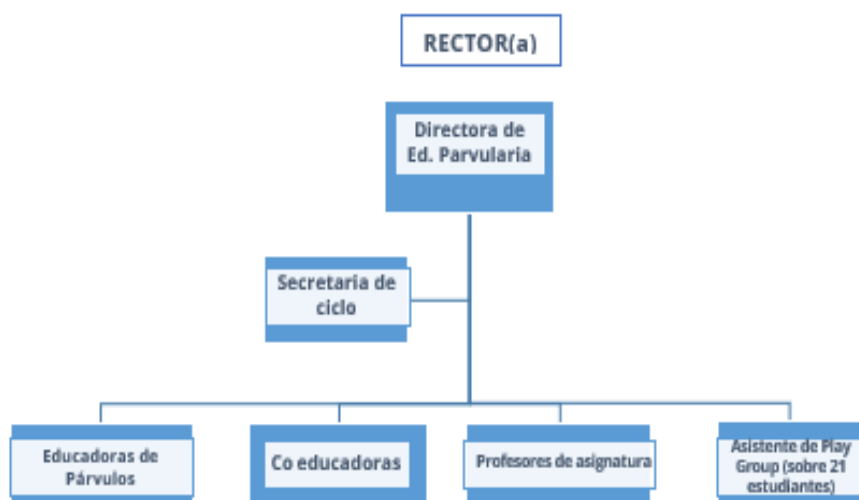 RECTOR(a)
Directora de
Ed. Parvularia
Secretaria de
ciclo
Educadoras de
Párvulos
Co educadoras
Profesores de asignatura
Asistente de Play
Group (sobre 21
estudiantes)